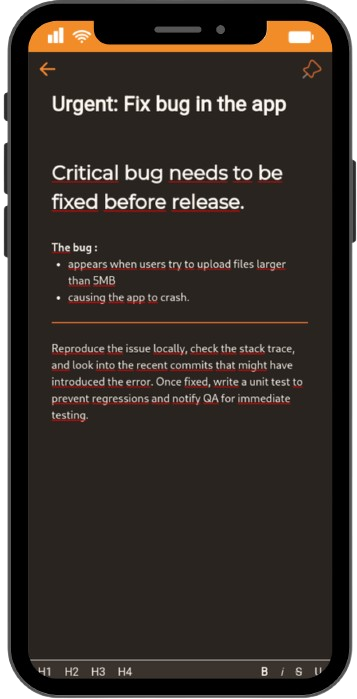 Urgent: Fix bug in the app
Critical bug needs to be
fixed before release.
The bug :
• appears when users try to upload files larger
than 5MB
• causing the app to crash.
Reproduce the issue locally, check the stack trace,
and look into the recent commits that might have
introduced the error. Once fixed, write a unit test to
prevent regressions and notify QA for immediate
testing.
H1 H2 H3 H4 B i S U